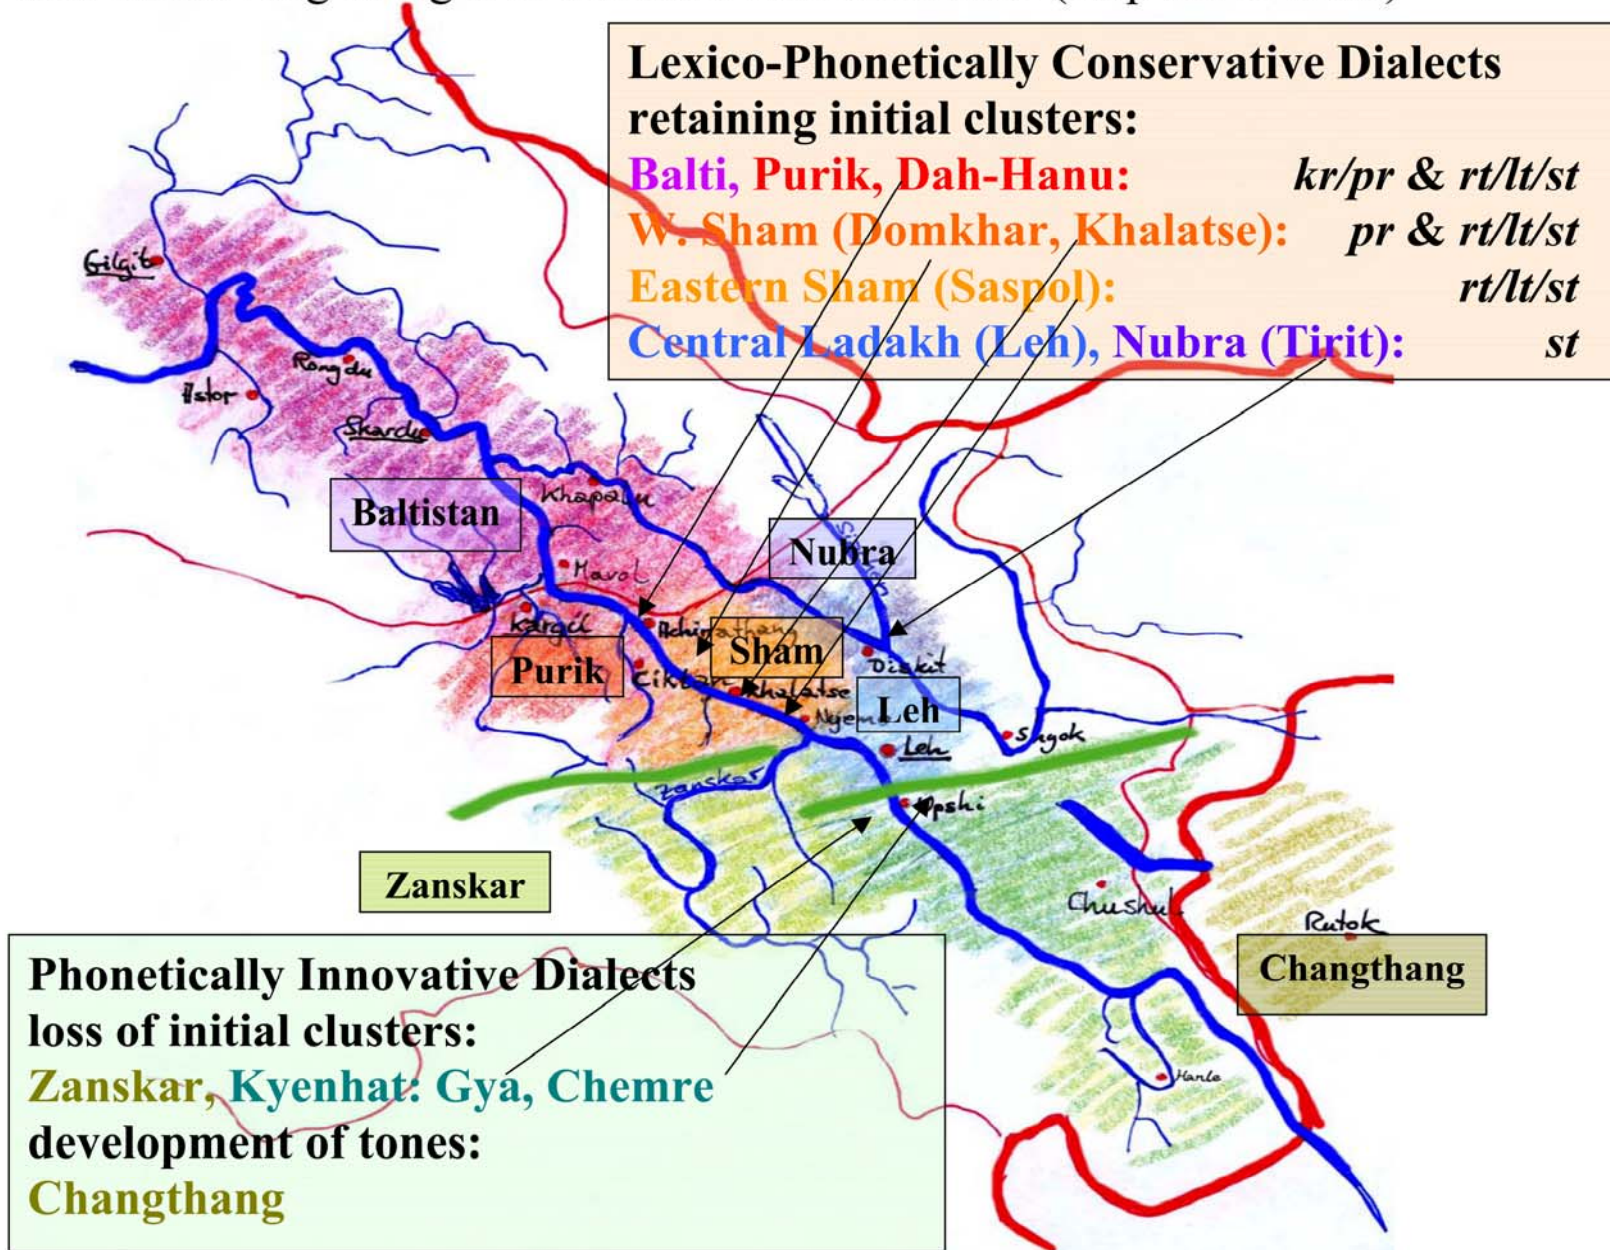 Lexico-Phonetically Conservative Dialects
retaining initial clusters:
Balti, Purik, Dah-Hanu: kr/pr & rt/lt/st
W. Sham (Domkhar, Khalatse): pr & rt/lt/st
Eastern Sham (Saspol): rt/lt/st
Central Ladakh (Leh), Nubra (Tirit): st
Gilgit
Rongdu
Astor
Skardu
Khapalu
Baltistan
Nubra
Kargil
Achinathang
Sham
Purik
Ciktan
Diskit
Khalatse
Leh
Shyok
Leh
Zanskar
Upshi
Zanskar
Chushul
Rutok
Changthang
Hanle
Phonetically Innovative Dialects
loss of initial clusters:
Zanskar, Kyenhat: Gya, Chemre
development of tones:
Changthang